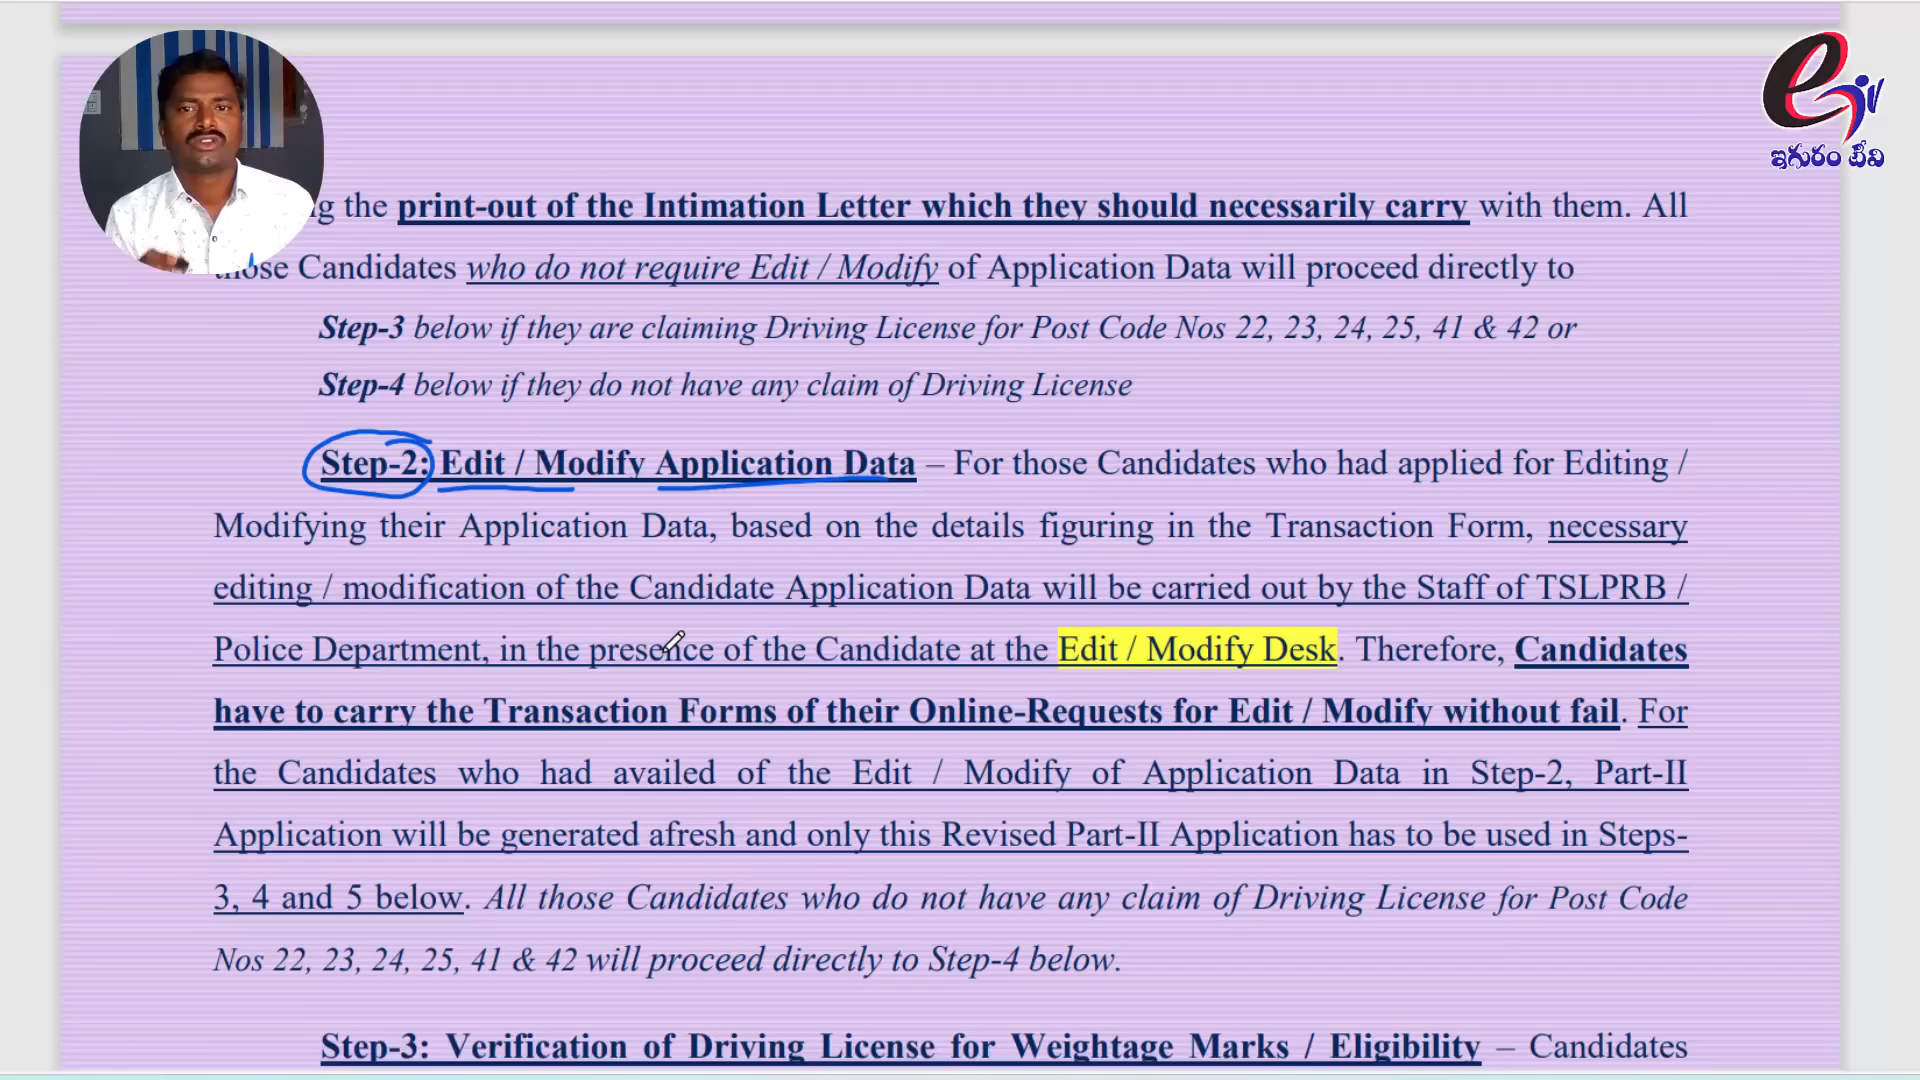 ఇగురం టీవి
the print-out of the Intimation Letter which they should necessarily carry with them. All
those Candidates who do not require Edit / Modify of Application Data will proceed directly to
Step-3 below if they are claiming Driving License for Post Code Nos 22, 23, 24, 25, 41 & 42 or
Step-4 below if they do not have any claim of Driving License
Step-2: Edit / Modify Application Data – For those Candidates who had applied for Editing /
Modifying their Application Data, based on the details figuring in the Transaction Form, necessary
editing / modification of the Candidate Application Data will be carried out by the Staff of TSLPRB /
Police Department, in the presence of the Candidate at the Edit / Modify Desk. Therefore, Candidates
have to carry the Transaction Forms of their Online-Requests for Edit / Modify without fail. For
the Candidates who had availed of the Edit / Modify of Application Data in Step-2, Part-II
Application will be generated afresh and only this Revised Part-II Application has to be used in Steps-
3, 4 and 5 below. All those Candidates who do not have any claim of Driving License for Post Code
Nos 22, 23, 24, 25, 41 & 42 will proceed directly to Step-4 below.
Step-3: Verification of Driving License for Weightage Marks / Eligibility – Candidates